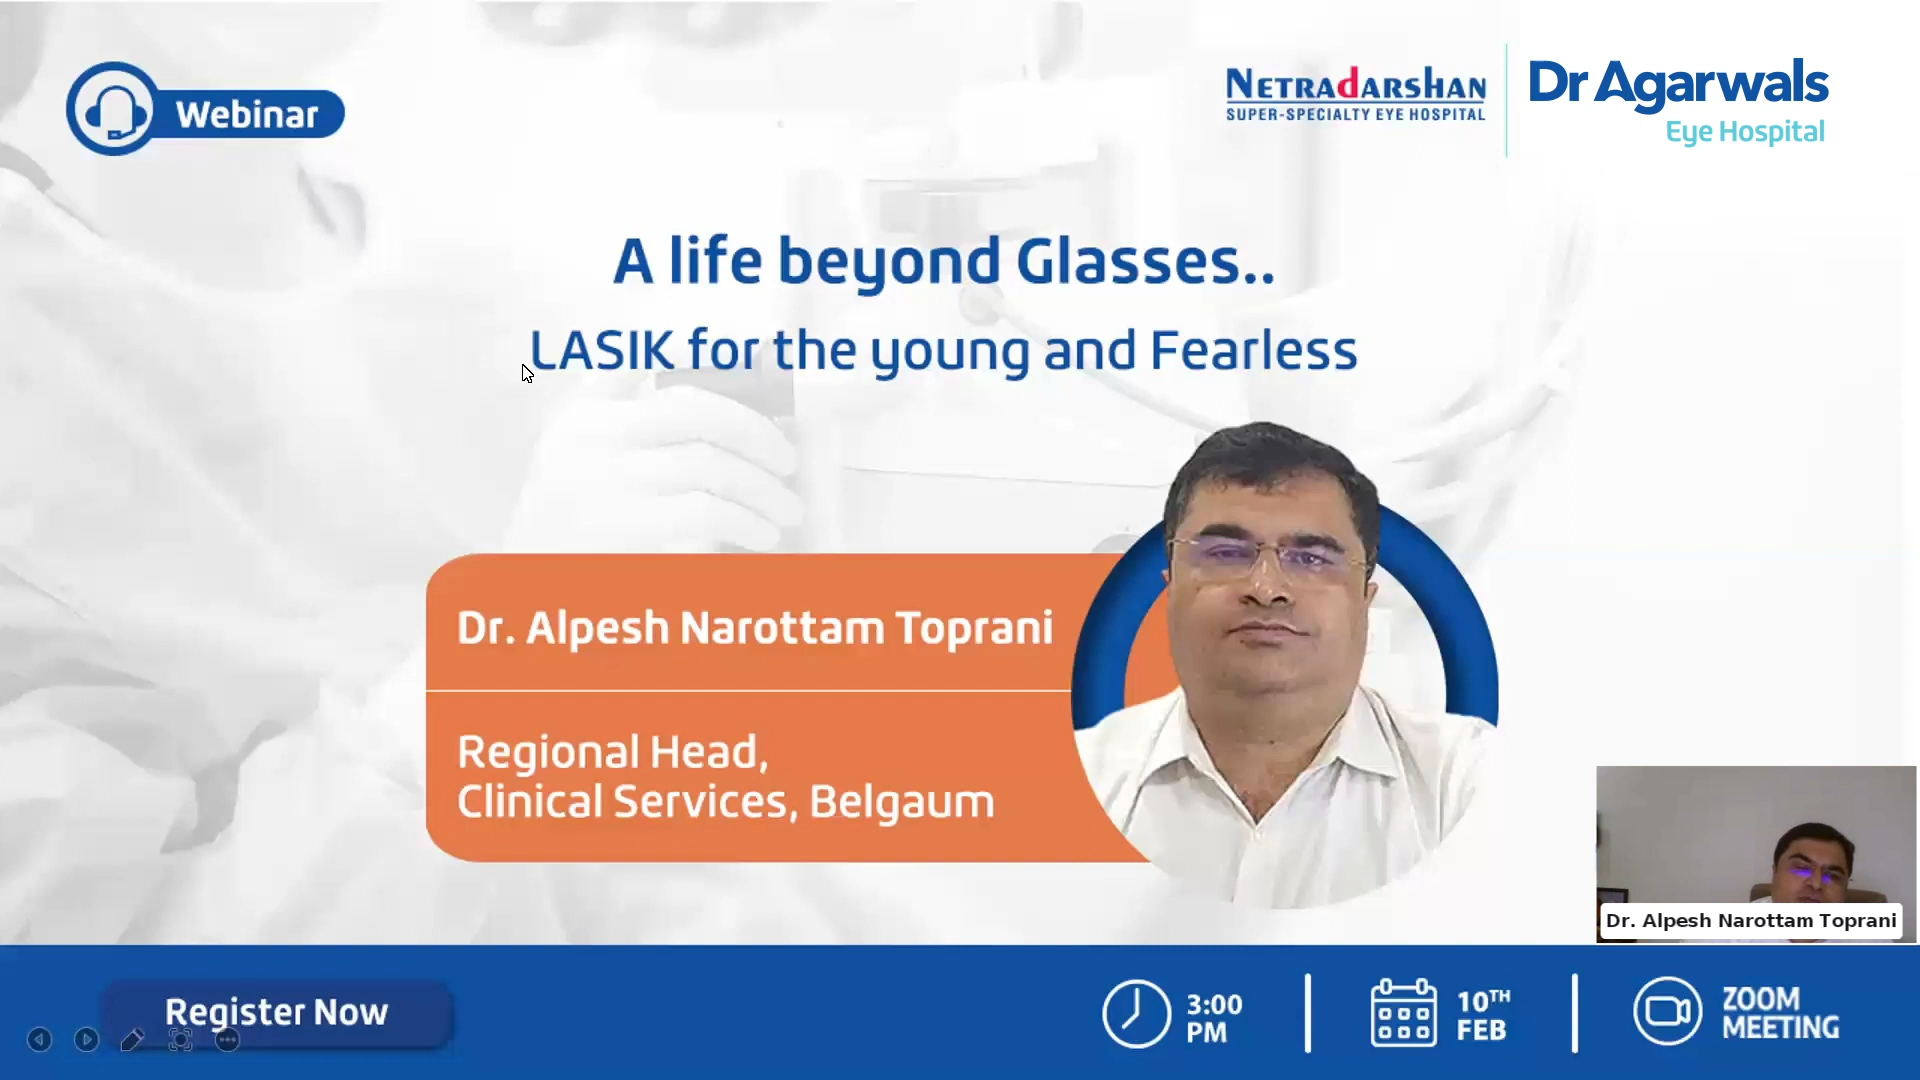 Webinar
NETRAdARSHAN
SUPER-SPECIALTY EYE HOSPITAL
Dr Agarwals
Eye Hospital
A life beyond Glasses..
LASIK for the young and Fearless
Dr. Alpesh Narottam Toprani
Regional Head,
Clinical Services, Belgaum
Dr. Alpesh Narottam Toprani
Register Now
3:00
PM
10TH
FEB
ZOOM
MEETING